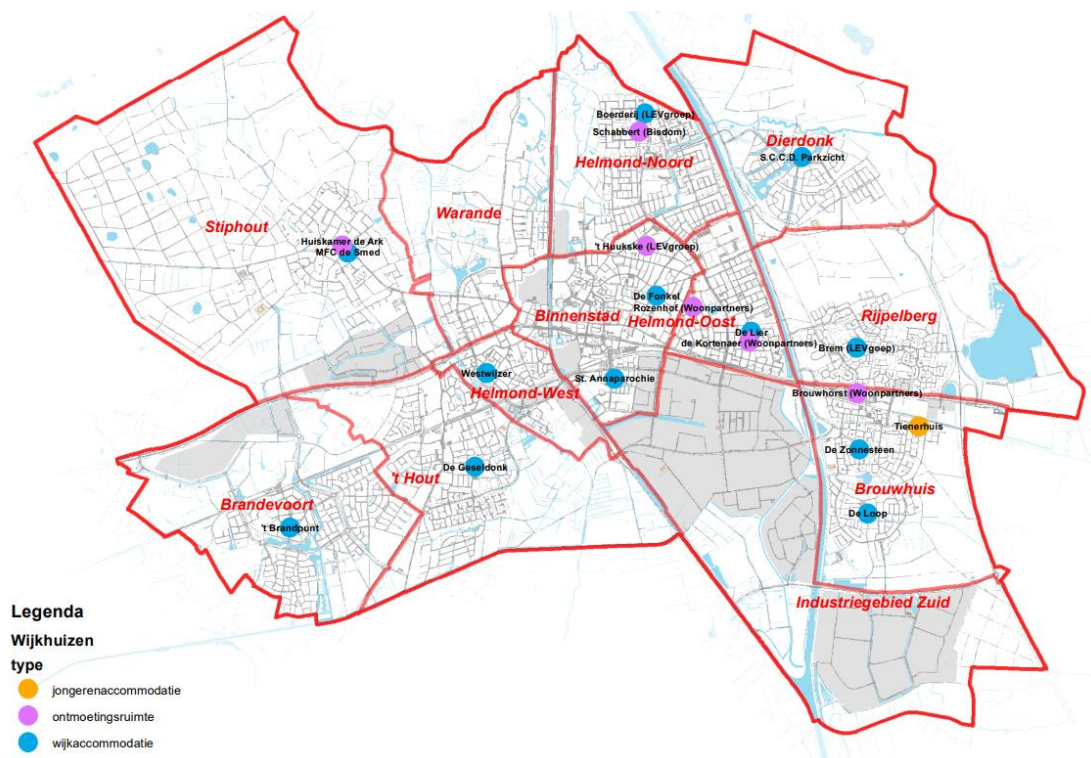 Boerderij (LEVgroep)
Schabbert (Bisdom)
Helmond-Noord
Dierdonk
S.C.C.D. Parkzicht
Warande
Stiphout
Huiskamer de Ark
MFC de Smed
't Huukske (LEVgroep)
De Fonkel
Rozenhof (Woonpartners)
Binnenstad
Helmond-Oost
De Lier
de Kortenaer (Woonpartners)
Rijpelberg
Brem (LEVgoep)
Westwijzer
St. Annaparochie
Helmond-West
Brouwhorst (Woonpartners)
Tienerhuis
De Zonnesteen
't Hout
De Geseldonk
Brouwhuis
Brandevoort
De Loop
't Brandpunt
Industriegebied Zuid
Legenda
Wijkhuizen
type
jongerenaccommodatie
ontmoetingsruimte
wijkaccommodatie